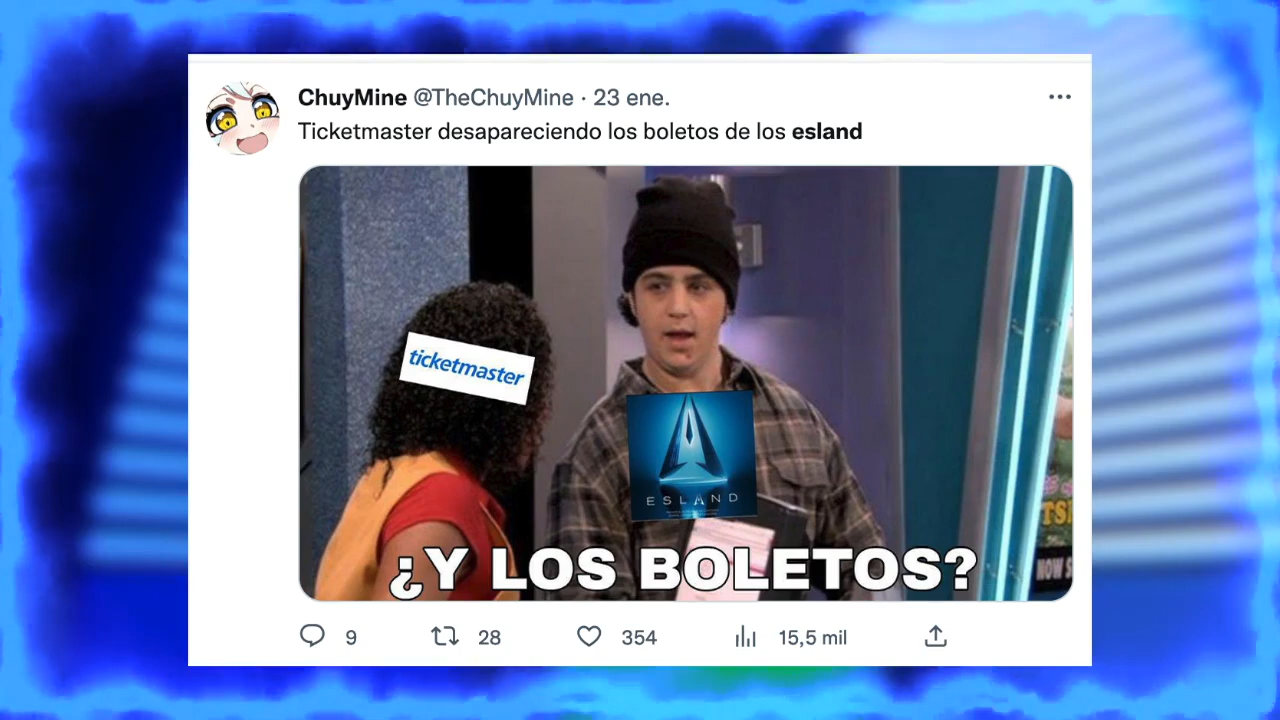 ChuyMine @TheChuyMine · 23 ene.
Ticketmaster desapareciendo los boletos de los esland
ticketmaster
ESLAND
NOW S
¿Y LOS BOLETOS?
9 28 354 15,5 mil